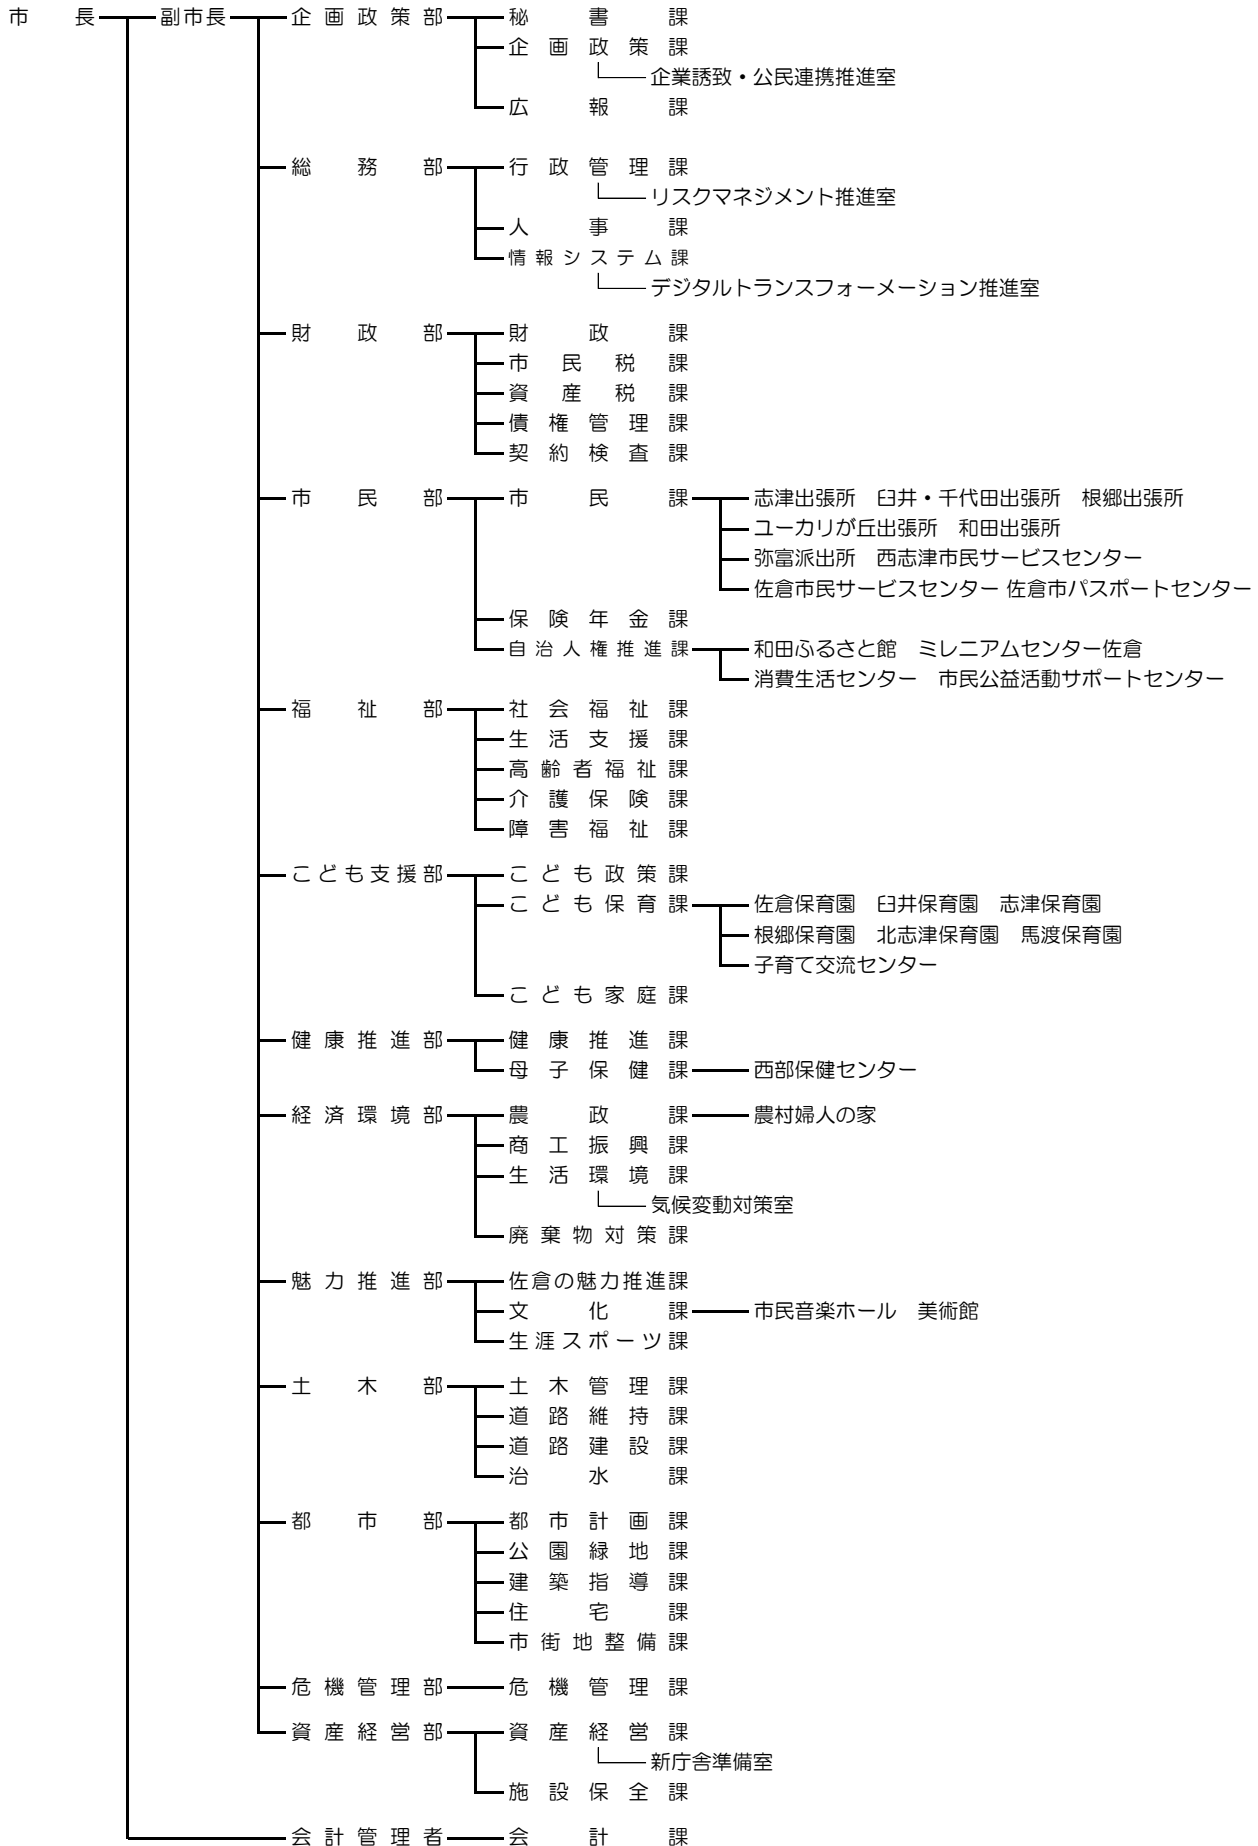 市長 副市長 企画政策部 秘書課
企画政策課
企業誘致・公民連携推進室
広報課
総務部 行政管理課
リスクマネジメント推進室
人事課
情報システム課
デジタルトランスフォーメーション推進室
財政部 財政課
市民税課
資産税課
債権管理課
契約検査課
市民部 市民課 志津出張所 臼井・千代田出張所 根郷出張所
ユーカリが丘出張所 和田出張所
弥富派出所 西志津市民サービスセンター
佐倉市民サービスセンター 佐倉市パスポートセンター
保険年金課
自治人権推進課 和田ふるさと館 ミレニアムセンター佐倉
消費生活センター 市民公益活動サポートセンター
福祉部 社会福祉課
生活支援課
高齢者福祉課
介護保険課
障害福祉課
こども支援部 こども政策課
こども保育課 佐倉保育園 臼井保育園 志津保育園
根郷保育園 北志津保育園 馬渡保育園
子育て交流センター
こども家庭課
健康推進部 健康推進課
母子保健課 西部保健センター
経済環境部 農政課 農村婦人の家
商工振興課
生活環境課
気候変動対策室
廃棄物対策課
魅力推進部 佐倉の魅力推進課
文化課 市民音楽ホール 美術館
生涯スポーツ課
土木部 土木管理課
道路維持課
道路建設課
治水課
都市部 都市計画課
公園緑地課
建築指導課
住宅課
市街地整備課
危機管理部 危機管理課
資産経営部 資産経営課
新庁舎準備室
施設保全課
会計管理者 会計課